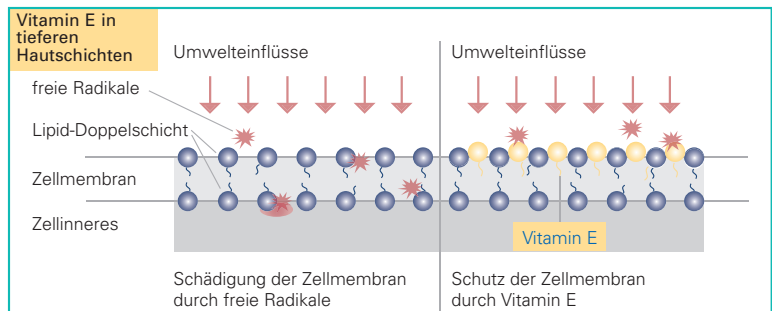 Vitamin E in
tieferen
Hautschichten
Umwelteinflüsse
Umwelteinflüsse
freie Radikale
Lipid-Doppelschicht
Zellmembran
Zellinneres
Vitamin E
Schädigung der Zellmembran
durch freie Radikale
Schutz der Zellmembran
durch Vitamin E